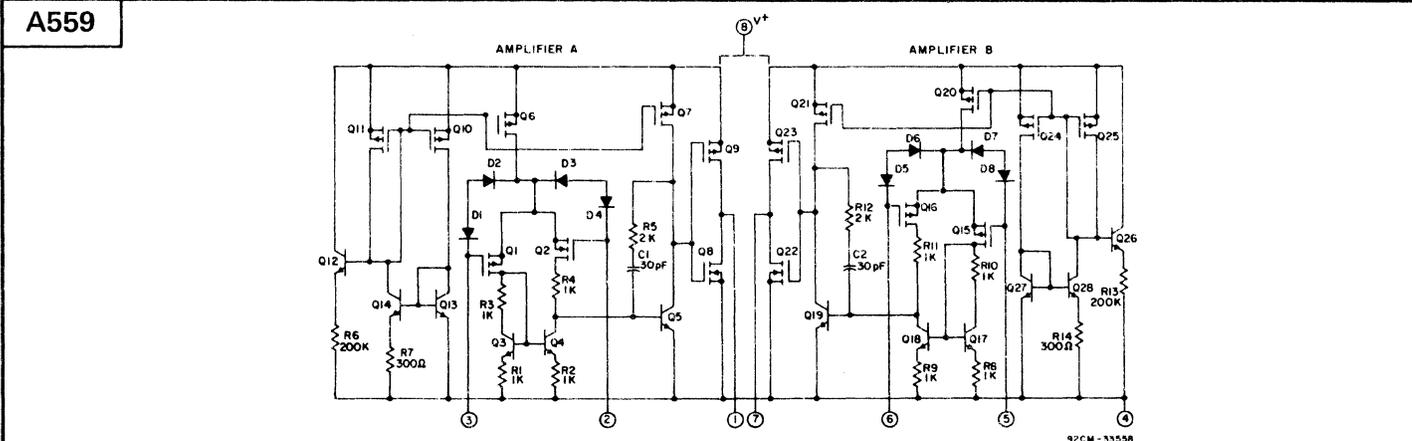 A559
8 V+
AMPLIFIER A
AMPLIFIER B
Q11
Q10
Q6
Q7
Q9
Q23
Q21
Q20
Q24
Q25
D2
D3
D1
D4
D6
D7
D5
D8
Q12
Q1
Q2
R5
2K
C1
30pF
Q8
Q22
R12
2K
C2
30pF
Q16
Q15
Q26
R4
1K
R3
1K
R11
1K
R10
1K
Q14
Q13
Q5
Q19
Q27
Q28
R13
200K
R6
200K
R7
300Ω
Q3
Q4
Q18
Q17
R14
300Ω
R1
1K
R2
1K
R9
1K
R8
1K
3
2
1
7
6
5
4
92CM-33558